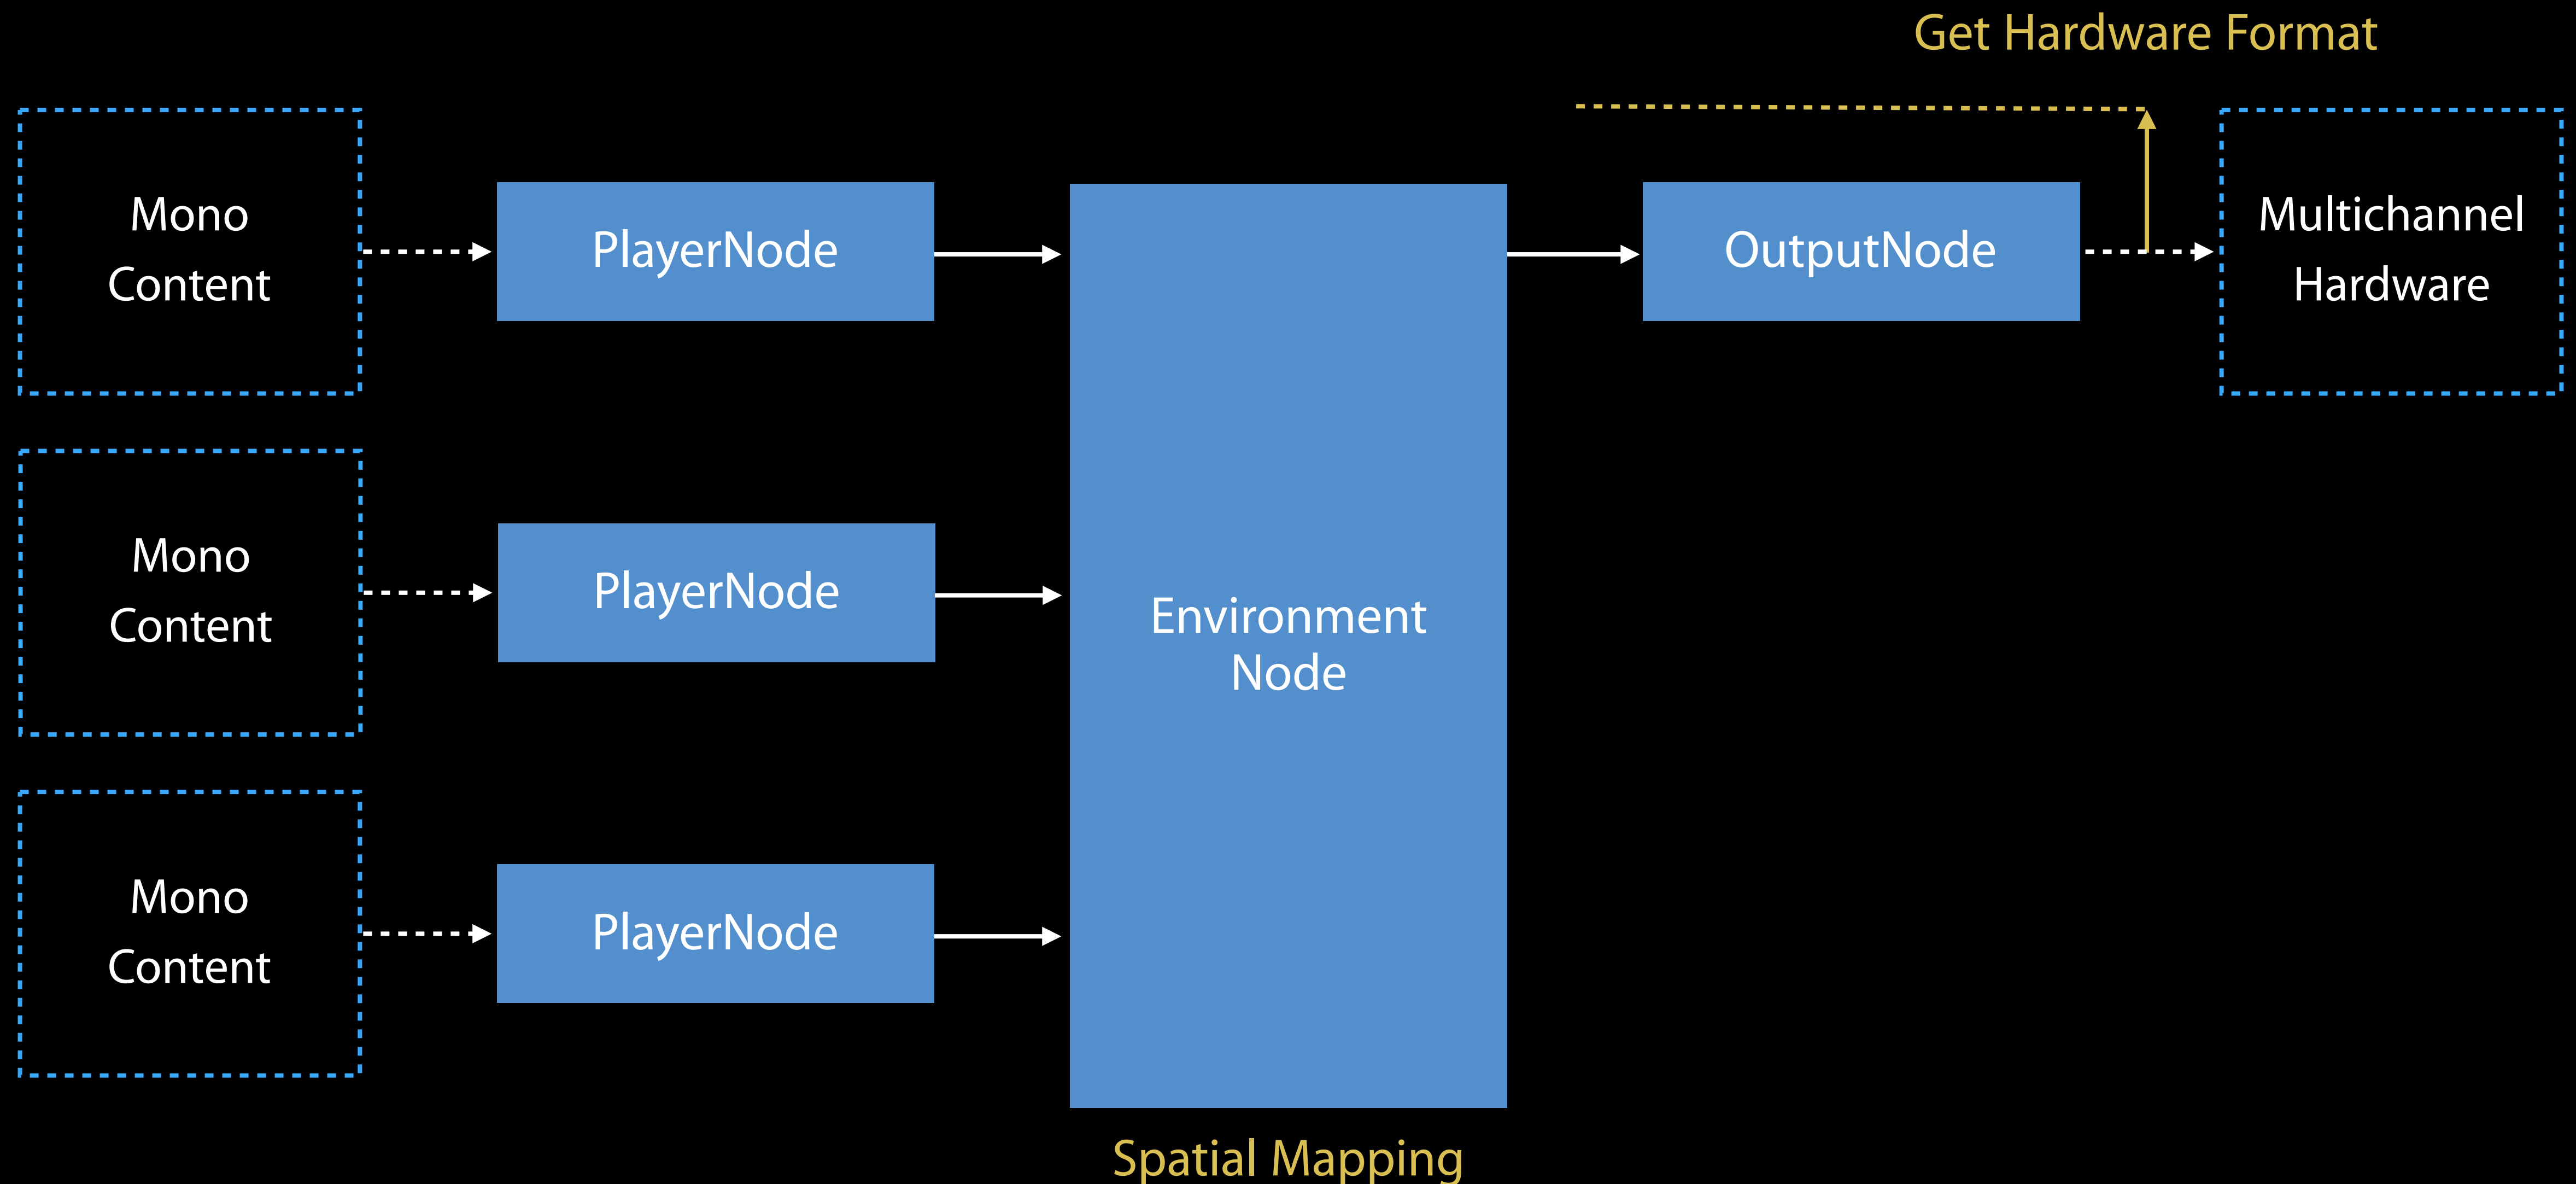 Get Hardware Format
Mono
Content
PlayerNode
OutputNode
Multichannel
Hardware
Mono
Content
PlayerNode
Environment
Node
Mono
Content
PlayerNode
Spatial Mapping